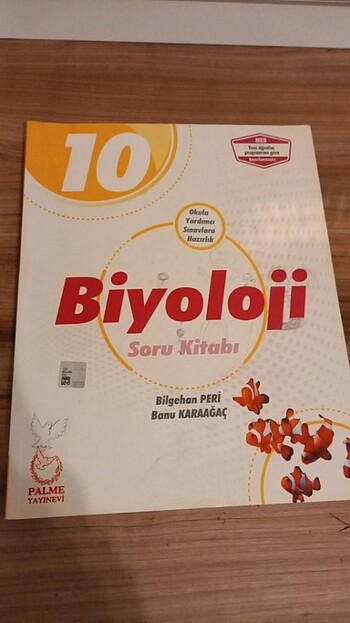 10
MEB
Yeni öğretim
programına göre
hazırlanmıştır.
Okula
Yardımcı
Sınavlara
Hazırlık
Biyoloji
Soru Kitabı
Bilgehan PERİ
Banu KARAAĞAÇ
PALME
YAYINEVİ